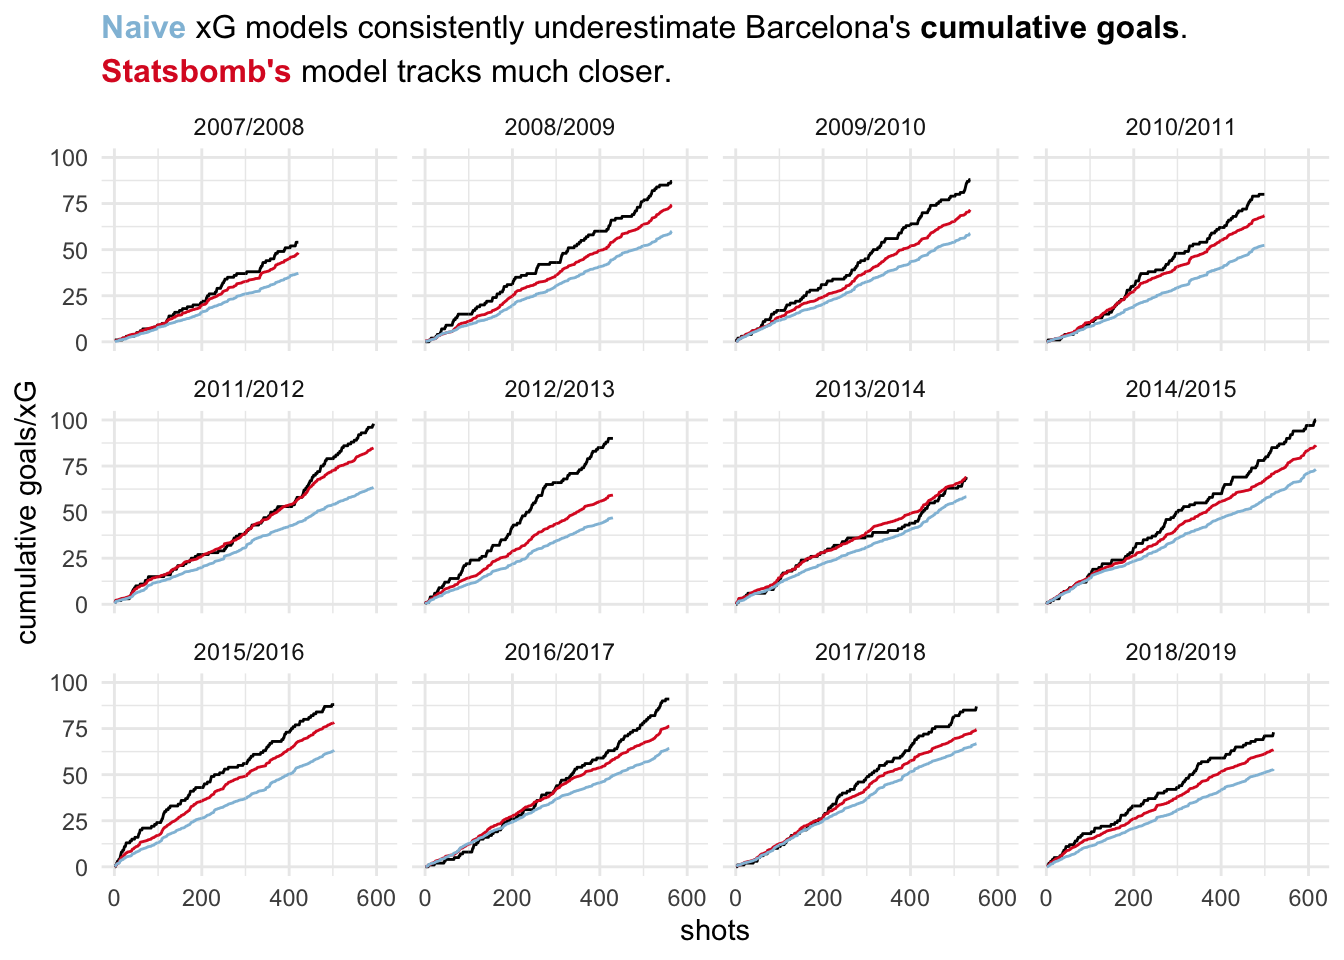 Naive xG models consistently underestimate Barcelona's cumulative goals.
Statsbomb's model tracks much closer.
2007/2008 2008/2009 2009/2010 2010/2011
100
75
50
25
0
2011/2012 2012/2013 2013/2014 2014/2015
100
75
50
25
0
2015/2016 2016/2017 2017/2018 2018/2019
100
75
50
25
0
0 200 400 600 0 200 400 600 0 200 400 600 0 200 400 600
shots
cumulative goals/xG